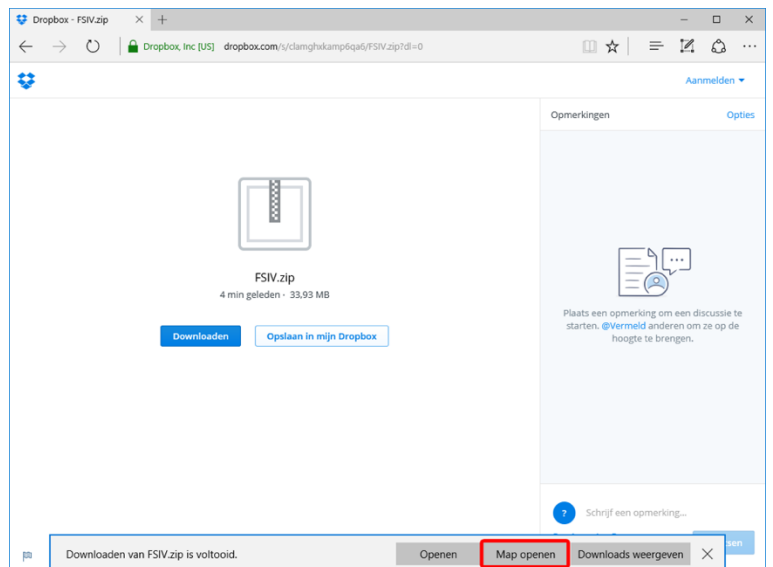 Dropbox - FSIV.zip
Dropbox, Inc [US] dropbox.com/s/clamghxkamp6qa6/FSIV.zip?dl=0
Aanmelden
Opmerkingen Opties
FSIV.zip
4 min geleden · 33,93 MB
Downloaden Opslaan in mijn Dropbox
Plaats een opmerking om een discussie te
starten. @Vermeld anderen om ze op de
hoogte te brengen.
? Schrijf een opmerking...
Downloaden van FSIV.zip is voltooid. Openen Map openen Downloads weergeven